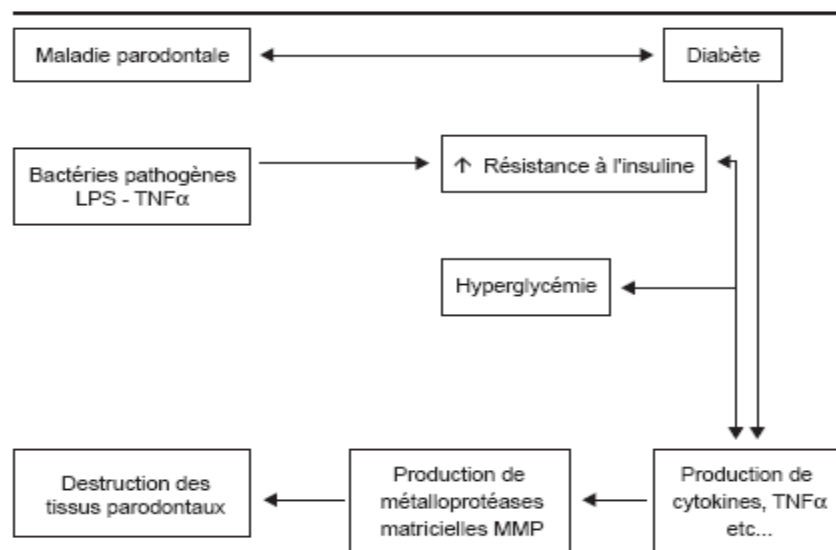 Maladie parodontale
Diabète
Bactéries pathogènes
LPS - TNFα
↑ Résistance à l'insuline
Hyperglycémie
Destruction des
tissus parodontaux
Production de
métalloprotéases
matricielles MMP
Production de
cytokines, TNFα
etc...